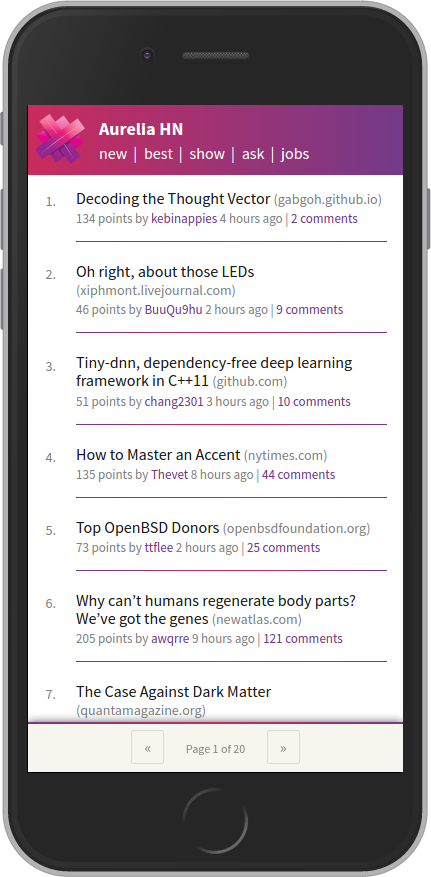 Aurelia HN
new | best | show | ask | jobs
1. Decoding the Thought Vector (gabgoh.github.io)
134 points by kebinappies 4 hours ago | 2 comments
2. Oh right, about those LEDs
(xiphmont.livejournal.com)
46 points by BuuQu9hu 2 hours ago | 9 comments
3. Tiny-dnn, dependency-free deep learning
framework in C++11 (github.com)
51 points by chang2301 3 hours ago | 10 comments
4. How to Master an Accent (nytimes.com)
135 points by Thevet 8 hours ago | 44 comments
5. Top OpenBSD Donors (openbsdfoundation.org)
73 points by ttflee 2 hours ago | 25 comments
6. Why can’t humans regenerate body parts?
We’ve got the genes (newatlas.com)
205 points by awqrre 9 hours ago | 121 comments
7. The Case Against Dark Matter
(quantamagazine.org)
« Page 1 of 20 »